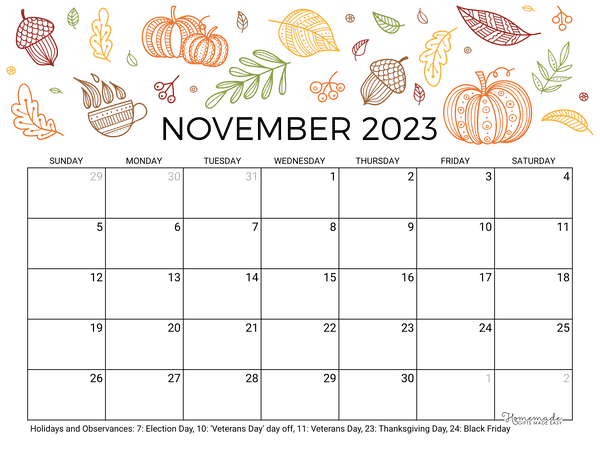 NOVEMBER 2023
SUNDAY MONDAY TUESDAY WEDNESDAY THURSDAY FRIDAY SATURDAY
29 30 31 1 2 3 4
5 6 7 8 9 10 11
12 13 14 15 16 17 18
19 20 21 22 23 24 25
26 27 28 29 30 1 2
Homemade
GIFTS MADE EASY
Holidays and Observances: 7: Election Day, 10: 'Veterans Day' day off, 11: Veterans Day, 23: Thanksgiving Day, 24: Black Friday